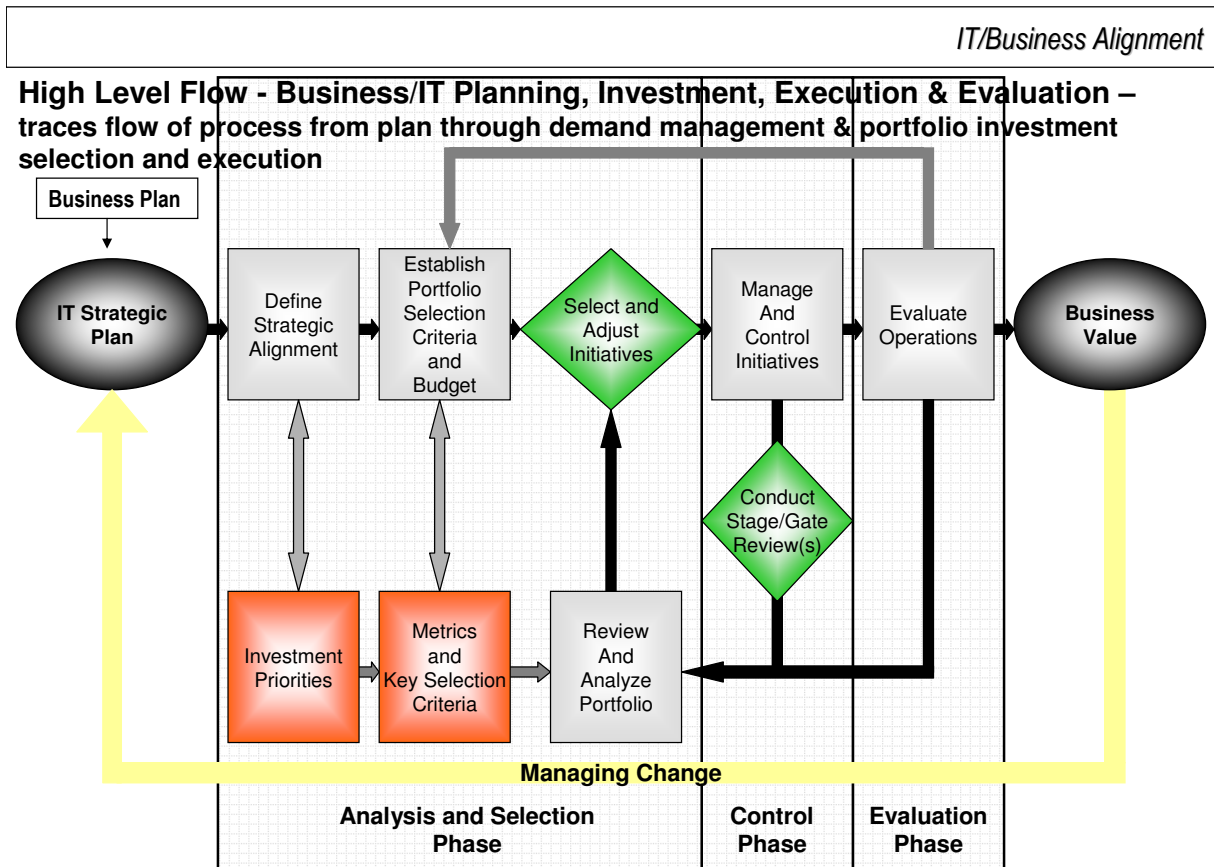 IT/Business Alignment
High Level Flow - Business/IT Planning, Investment, Execution & Evaluation –
traces flow of process from plan through demand management & portfolio investment
selection and execution
Business Plan
IT Strategic
Plan
Define
Strategic
Alignment
Establish
Portfolio
Selection
Criteria
and
Budget
Select and
Adjust
Initiatives
Manage
And
Control
Initiatives
Evaluate
Operations
Business
Value
Conduct
Stage/Gate
Review(s)
Investment
Priorities
Metrics
and
Key Selection
Criteria
Review
And
Analyze
Portfolio
Managing Change
Analysis and Selection
Phase
Control
Phase
Evaluation
Phase